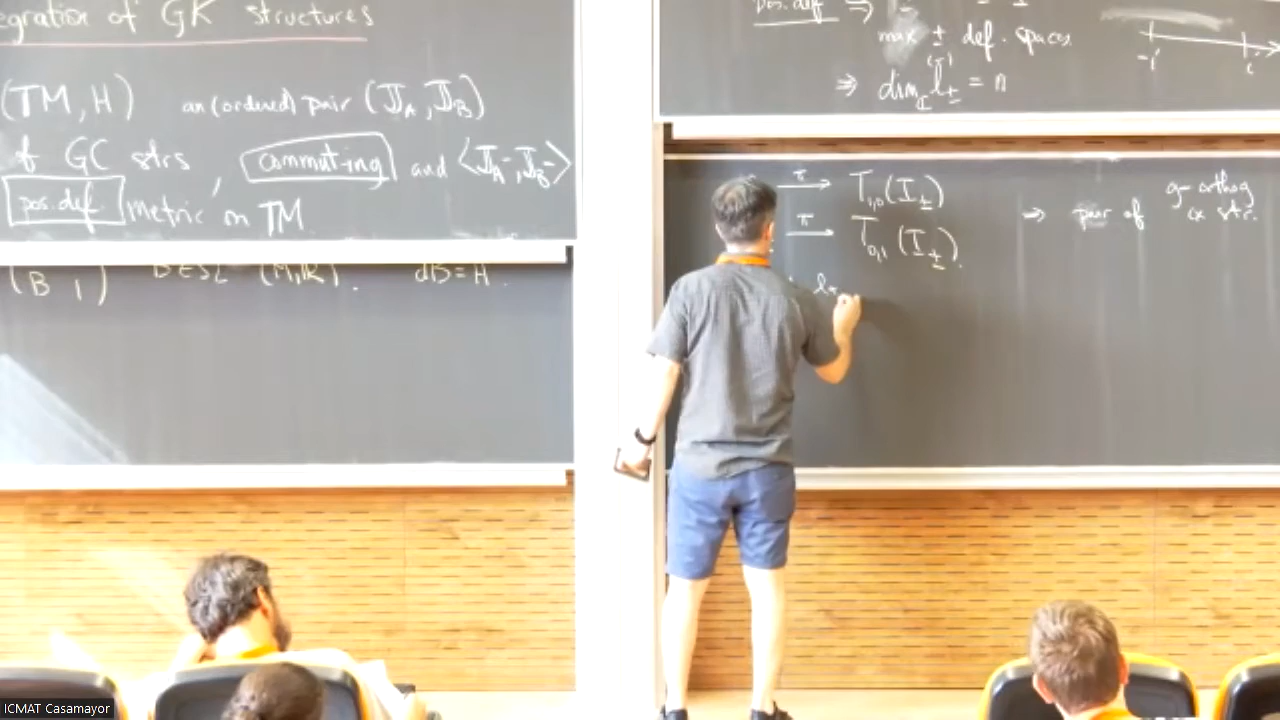 egration of GK structures
(TM, H) an (ordered) pair (𝕁_A, 𝕁_B)
of GC strs, commuting and ⟨𝕁_A -, 𝕁_B -⟩
pos. def. metric on TM
(B 1) (M, ℝ). dB = H.
pos. def ⇒
max ± def. spaces
-i i
⇒ dim_ℂ l_± = n
π→ T_{1,0}(I_±)
π→ T_{0,1}(I_±).
⇒ pair of g-orthog cx str.
ICMAT Casamayor